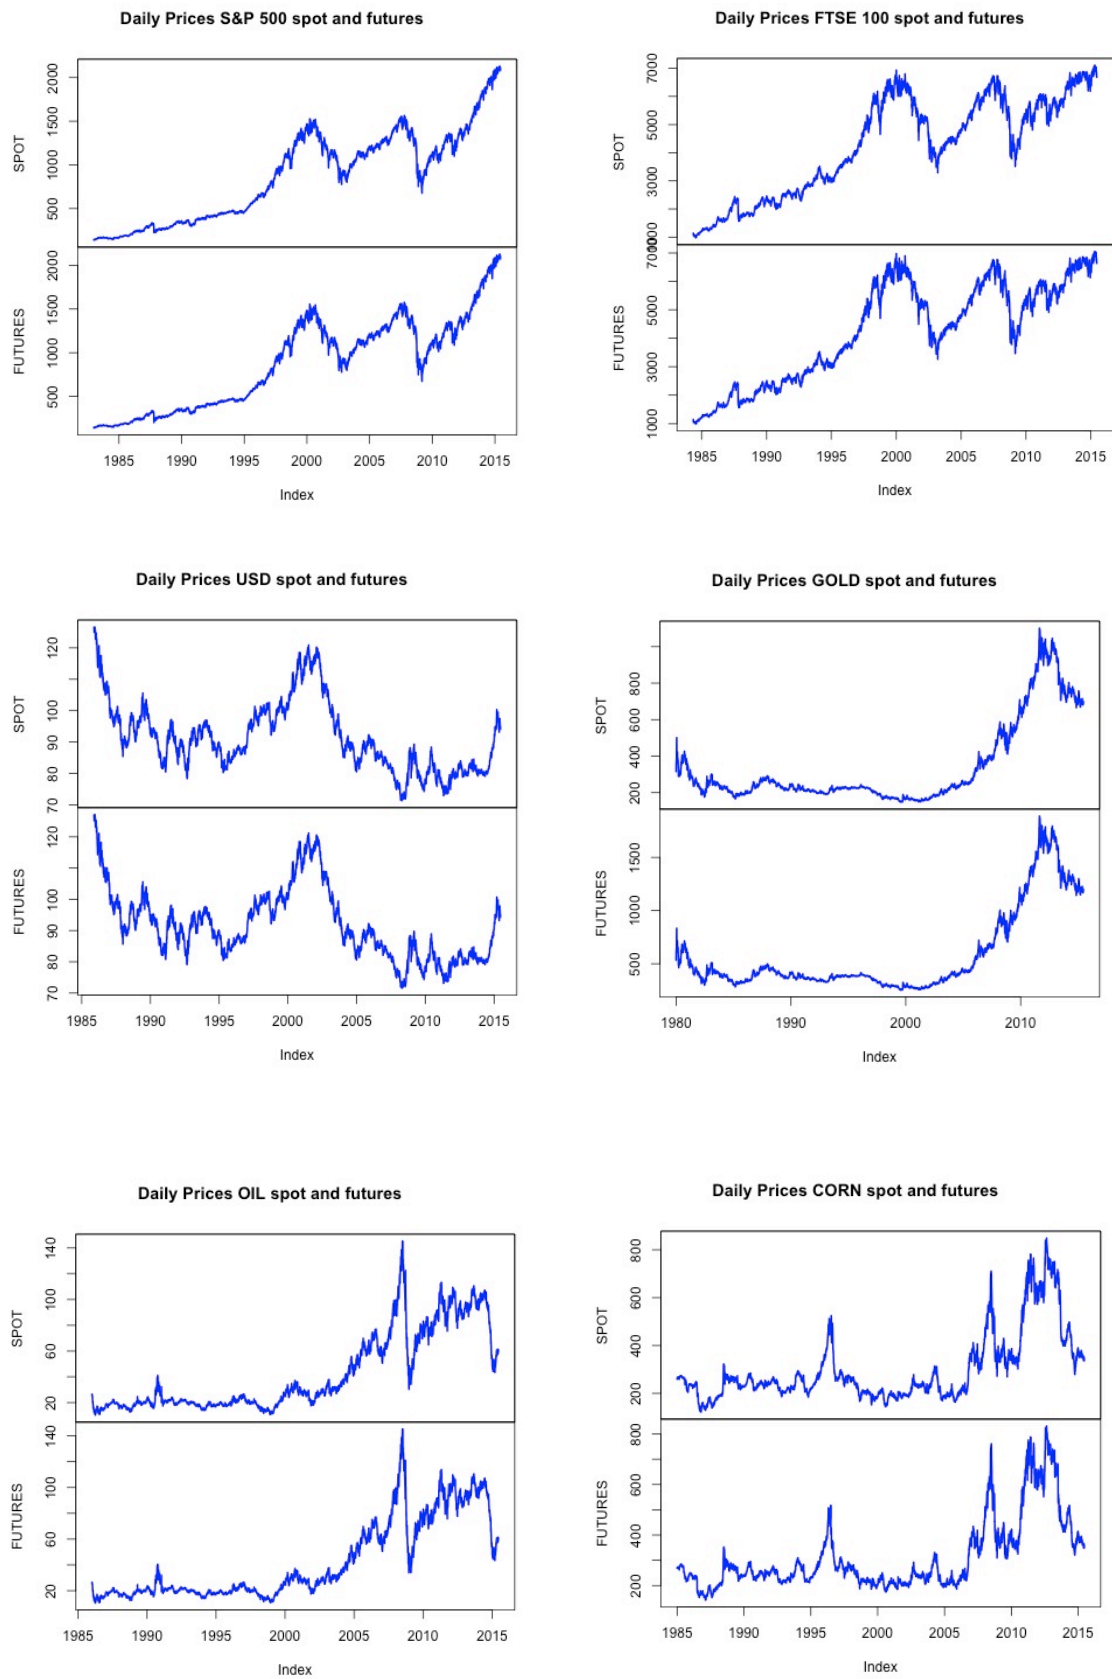 Daily Prices S&P 500 spot and futures
SPOT
2000
1500
1000
500
FUTURES
2000
1500
1000
500
1985 1990 1995 2000 2005 2010 2015
Index
Daily Prices FTSE 100 spot and futures
SPOT
7000
5000
3000
1000
FUTURES
7000
5000
3000
1000
1985 1990 1995 2000 2005 2010 2015
Index
Daily Prices USD spot and futures
SPOT
120
100
90
80
70
FUTURES
120
100
90
80
70
1985 1990 1995 2000 2005 2010 2015
Index
Daily Prices GOLD spot and futures
SPOT
800
600
400
200
FUTURES
1500
1000
500
1980 1990 2000 2010
Index
Daily Prices OIL spot and futures
SPOT
140
100
60
20
FUTURES
140
100
60
20
1985 1990 1995 2000 2005 2010 2015
Index
Daily Prices CORN spot and futures
SPOT
800
600
400
200
FUTURES
800
600
400
200
1985 1990 1995 2000 2005 2010 2015
Index